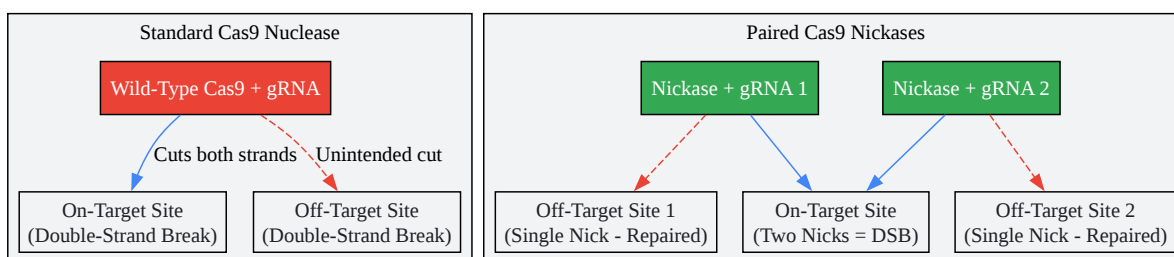 Standard Cas9 Nuclease
Wild-Type Cas9 + gRNA
Cuts both strands
Unintended cut
On-Target Site
(Double-Strand Break)
Off-Target Site
(Double-Strand Break)
Paired Cas9 Nickases
Nickase + gRNA 1
Nickase + gRNA 2
Off-Target Site 1
(Single Nick - Repaired)
On-Target Site
(Two Nicks = DSB)
Off-Target Site 2
(Single Nick - Repaired)